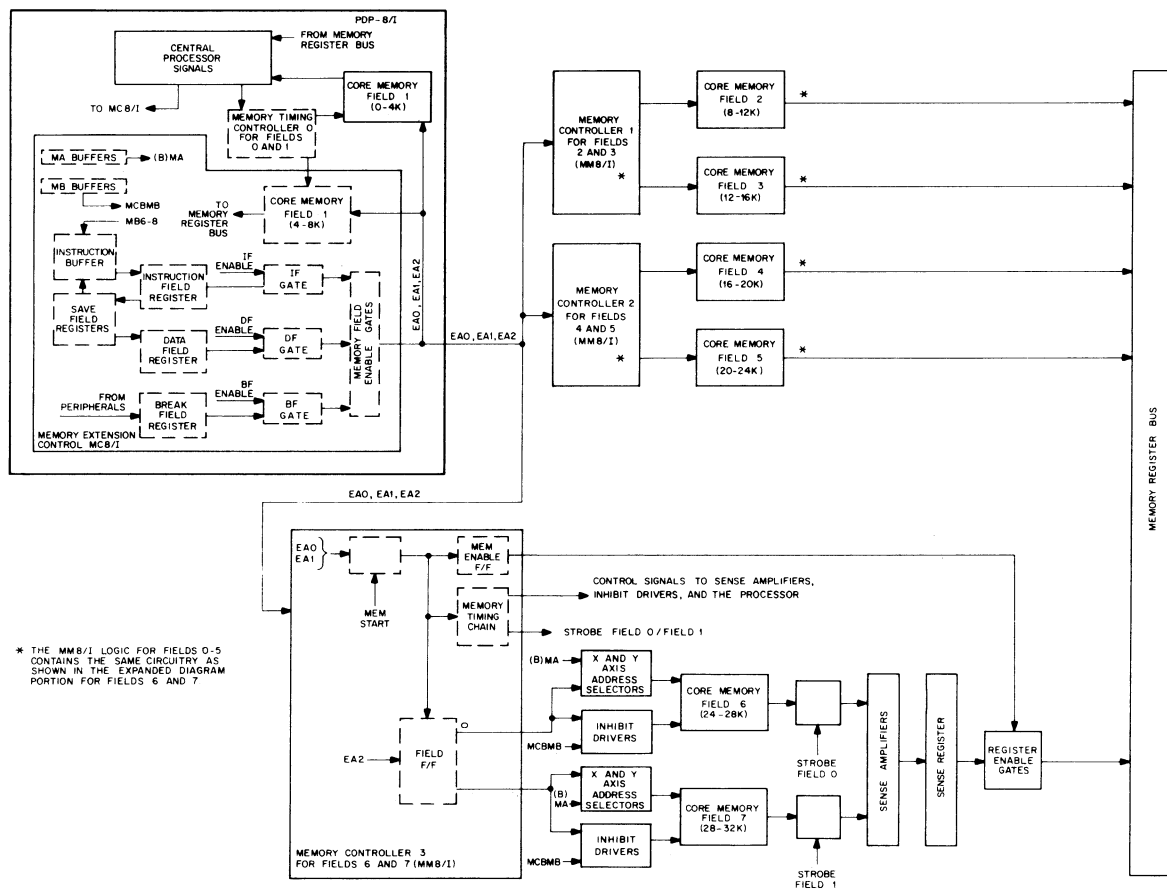 PDP-8/I
FROM MEMORY
REGISTER BUS
CENTRAL
PROCESSOR
SIGNALS
TO MC8/I
CORE MEMORY
FIELD 1
(0-4K)
MEMORY TIMING
CONTROLLER 0
FOR FIELDS
0 AND 1
MA BUFFERS
(B)MA
MB BUFFERS
MCBMB
MB6-8
TO
MEMORY
REGISTER
BUS
CORE MEMORY
FIELD 1
(4-8K)
INSTRUCTION
BUFFER
INSTRUCTION
FIELD
REGISTER
IF
ENABLE
IF
GATE
SAVE
FIELD
REGISTERS
DATA
FIELD
REGISTER
DF
ENABLE
DF
GATE
FROM
PERIPHERALS
BREAK
FIELD
REGISTER
BF
ENABLE
BF
GATE
MEMORY FIELD
ENABLE GATES
EA0, EA1, EA2
MEMORY EXTENSION
CONTROL MC8/I
EA0, EA1, EA2
MEMORY
CONTROLLER 1
FOR FIELDS
2 AND 3
(MM8/I)
*
CORE MEMORY
FIELD 2
(8-12K)
*
CORE MEMORY
FIELD 3
(12-16K)
*
MEMORY
CONTROLLER 2
FOR FIELDS
4 AND 5
(MM8/I)
*
CORE MEMORY
FIELD 4
(16-20K)
*
CORE MEMORY
FIELD 5
(20-24K)
*
MEMORY REGISTER BUS
EA0, EA1, EA2
EA0
EA1
MEM
START
MEM
ENABLE
F/F
MEMORY
TIMING
CHAIN
CONTROL SIGNALS TO SENSE AMPLIFIERS,
INHIBIT DRIVERS, AND THE PROCESSOR
STROBE FIELD 0/FIELD 1
* THE MM8/I LOGIC FOR FIELDS 0-5
CONTAINS THE SAME CIRCUITRY AS
SHOWN IN THE EXPANDED DIAGRAM
PORTION FOR FIELDS 6 AND 7
EA2
FIELD
F/F
0
(B)MA
X AND Y
AXIS
ADDRESS
SELECTORS
MCBMB
INHIBIT
DRIVERS
CORE MEMORY
FIELD 6
(24-28K)
STROBE
FIELD 0
(B)
MA
X AND Y
AXIS
ADDRESS
SELECTORS
MCBMB
INHIBIT
DRIVERS
CORE MEMORY
FIELD 7
(28-32K)
STROBE
FIELD 1
SENSE AMPLIFIERS
SENSE REGISTER
REGISTER
ENABLE
GATES
MEMORY CONTROLLER 3
FOR FIELDS 6 AND 7 (MM8/I)